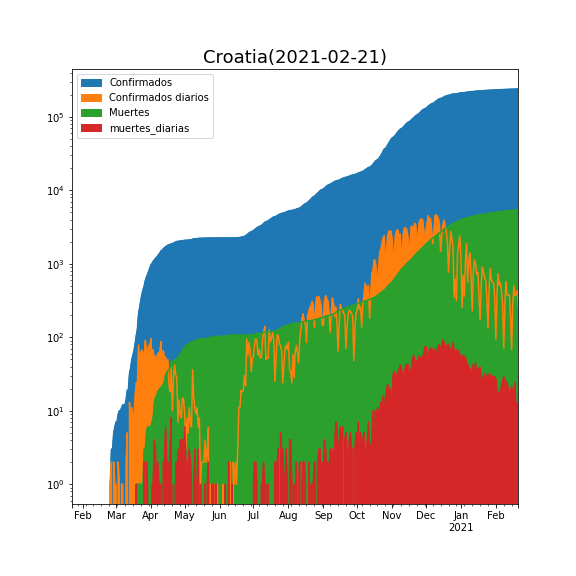 Croatia(2021-02-21)
Confirmados
Confirmados diarios
Muertes
muertes_diarias
10^5
10^4
10^3
10^2
10^1
10^0
Feb Mar Apr May Jun Jul Aug Sep Oct Nov Dec Jan Feb
2021